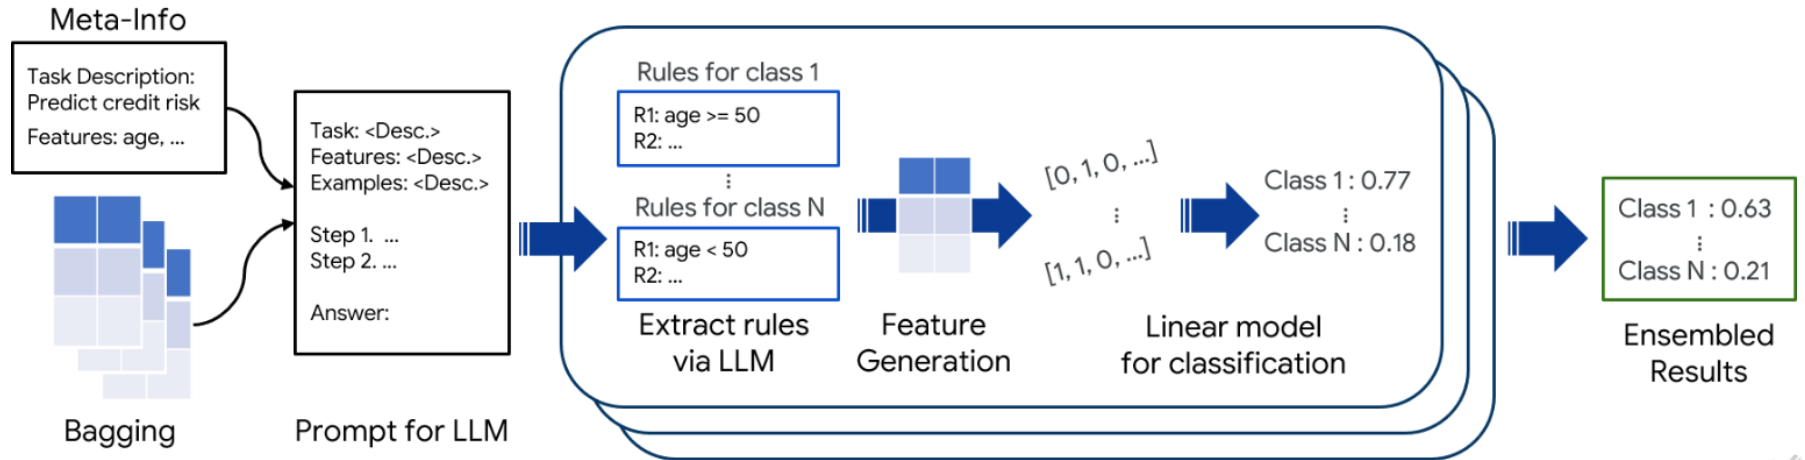 Meta-Info
Task Description:
Predict credit risk
Features: age, ...
Bagging
Task: <Desc.>
Features: <Desc.>
Examples: <Desc.>
Step 1. ...
Step 2. ...
Answer:
Prompt for LLM
Rules for class 1
R1: age >= 50
R2: ...
⋮
Rules for class N
R1: age < 50
R2: ...
Extract rules
via LLM
Feature
Generation
[0, 1, 0, ...]
⋮
[1, 1, 0, ...]
Class 1 : 0.77
⋮
Class N : 0.18
Linear model
for classification
Class 1 : 0.63
⋮
Class N : 0.21
Ensembled
Results